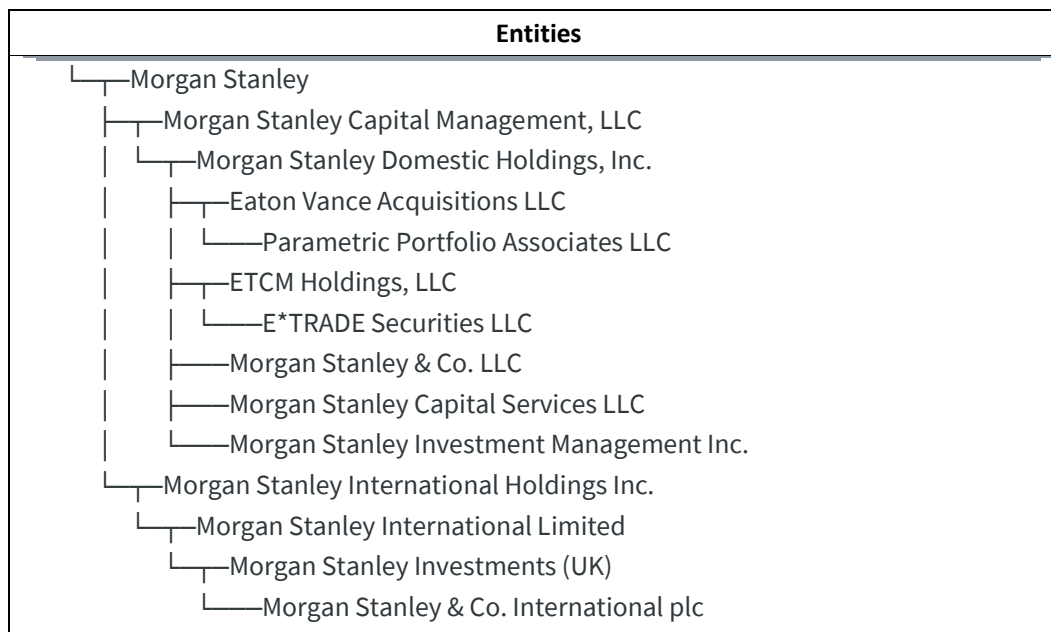 Entities
Morgan Stanley
Morgan Stanley Capital Management, LLC
Morgan Stanley Domestic Holdings, Inc.
Eaton Vance Acquisitions LLC
Parametric Portfolio Associates LLC
ETCM Holdings, LLC
E*TRADE Securities LLC
Morgan Stanley & Co. LLC
Morgan Stanley Capital Services LLC
Morgan Stanley Investment Management Inc.
Morgan Stanley International Holdings Inc.
Morgan Stanley International Limited
Morgan Stanley Investments (UK)
Morgan Stanley & Co. International plc